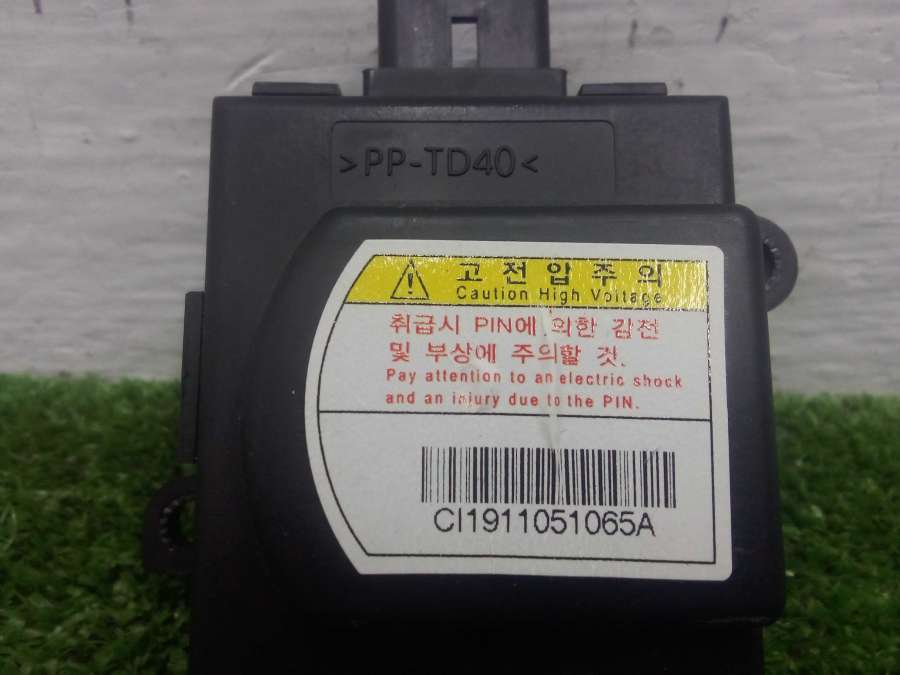 >PP-TD40<
고전압주의
Caution High Voltage
취급시 PIN에 의한 감전
및 부상에 주의할 것.
Pay attention to an electric shock
and an injury due to the PIN.
CI1911051065A